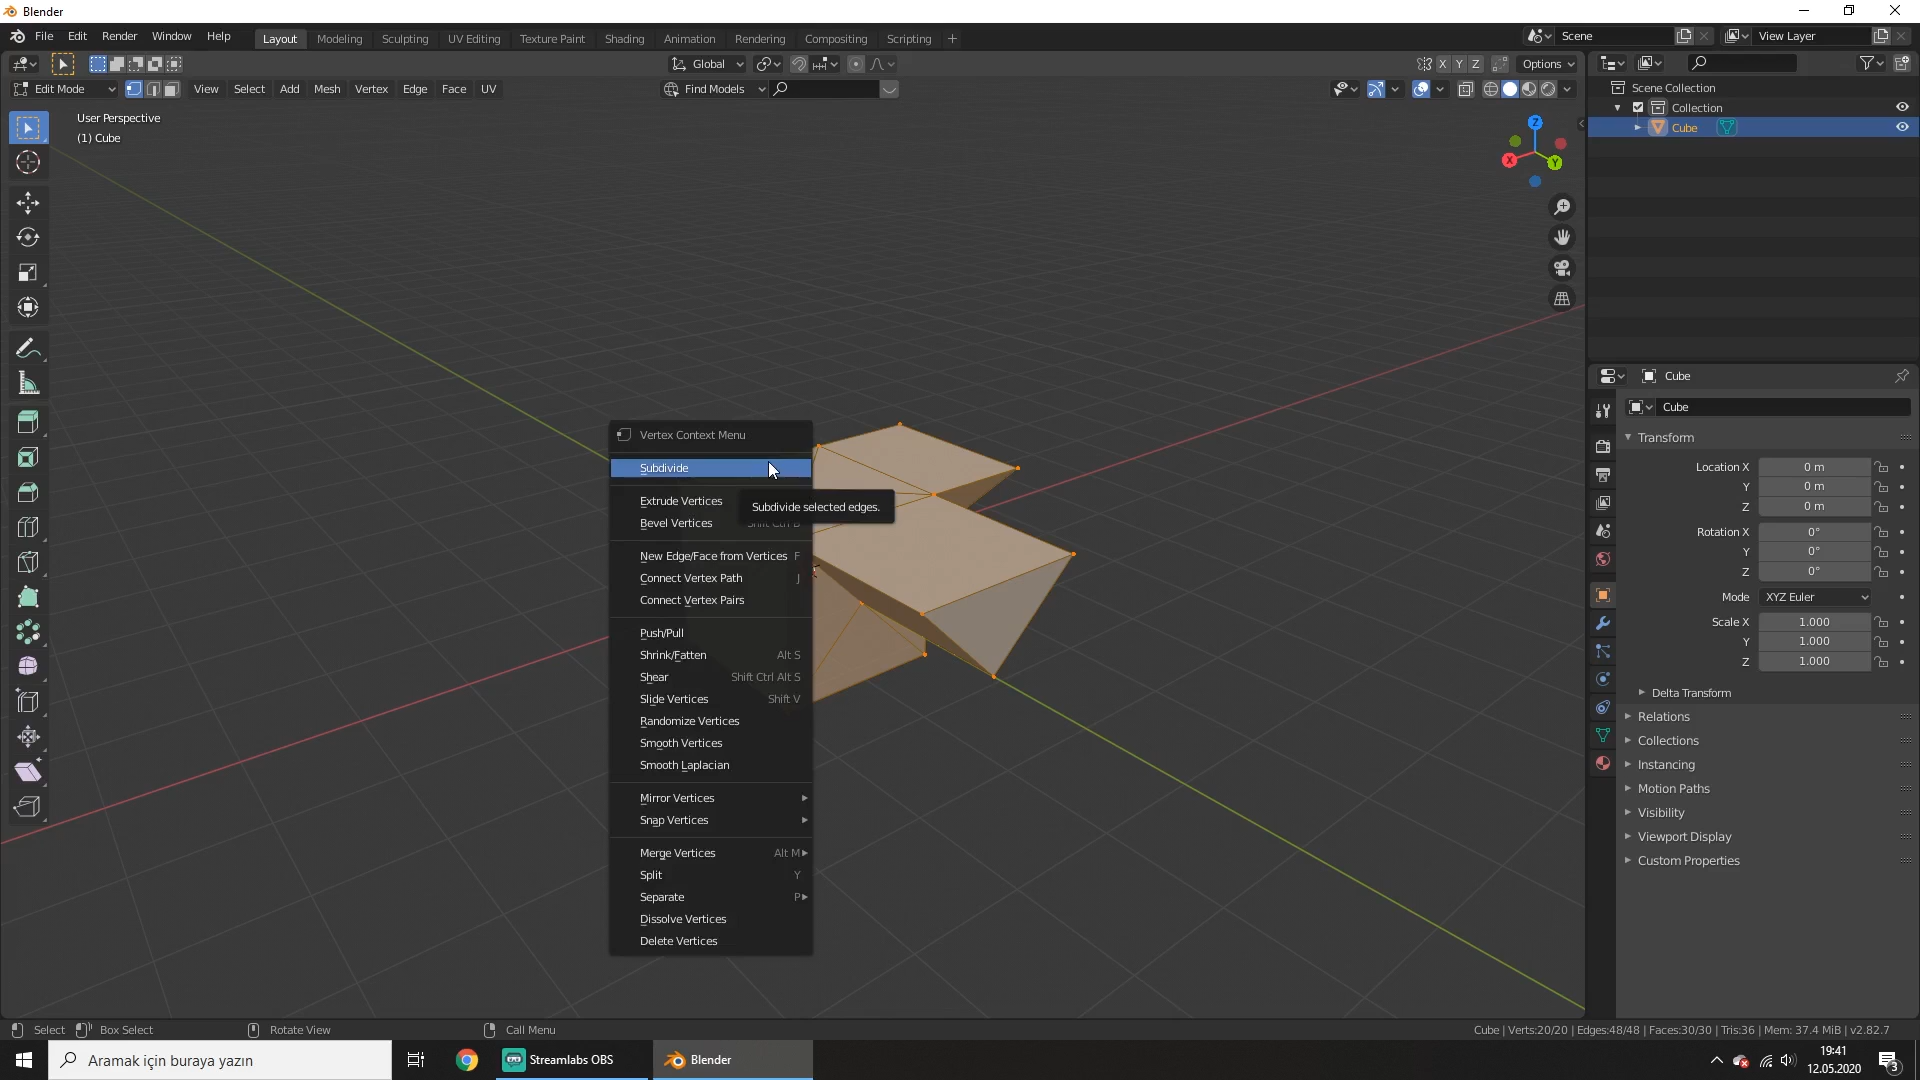 Blender
File Edit Render Window Help
Layout Modeling Sculpting UV Editing Texture Paint Shading Animation Rendering Compositing Scripting +
Scene
View Layer
Global
X Y Z
Options
Edit Mode
View Select Add Mesh Vertex Edge Face UV
Find Models
User Perspective
(1) Cube
Z
X
Y
Scene Collection
Collection
Cube
Vertex Context Menu
Subdivide
Subdivide selected edges.
Extrude Vertices
Bevel Vertices Shift Ctrl B
New Edge/Face from Vertices F
Connect Vertex Path J
Connect Vertex Pairs
Push/Pull
Shrink/Fatten Alt S
Shear Shift Ctrl Alt S
Slide Vertices Shift V
Randomize Vertices
Smooth Vertices
Smooth Laplacian
Mirror Vertices
Snap Vertices
Merge Vertices Alt M
Split Y
Separate P
Dissolve Vertices
Delete Vertices
Cube
Cube
Transform
Location X 0 m
Y 0 m
Z 0 m
Rotation X 0°
Y 0°
Z 0°
Mode XYZ Euler
Scale X 1.000
Y 1.000
Z 1.000
Delta Transform
Relations
Collections
Instancing
Motion Paths
Visibility
Viewport Display
Custom Properties
Select Box Select Rotate View Call Menu
Cube | Verts:20/20 | Edges:48/48 | Faces:30/30 | Tris:36 | Mem: 37.4 MiB | v2.82.7
Aramak için buraya yazın
Streamlabs OBS
Blender
19:41
12.05.2020
3